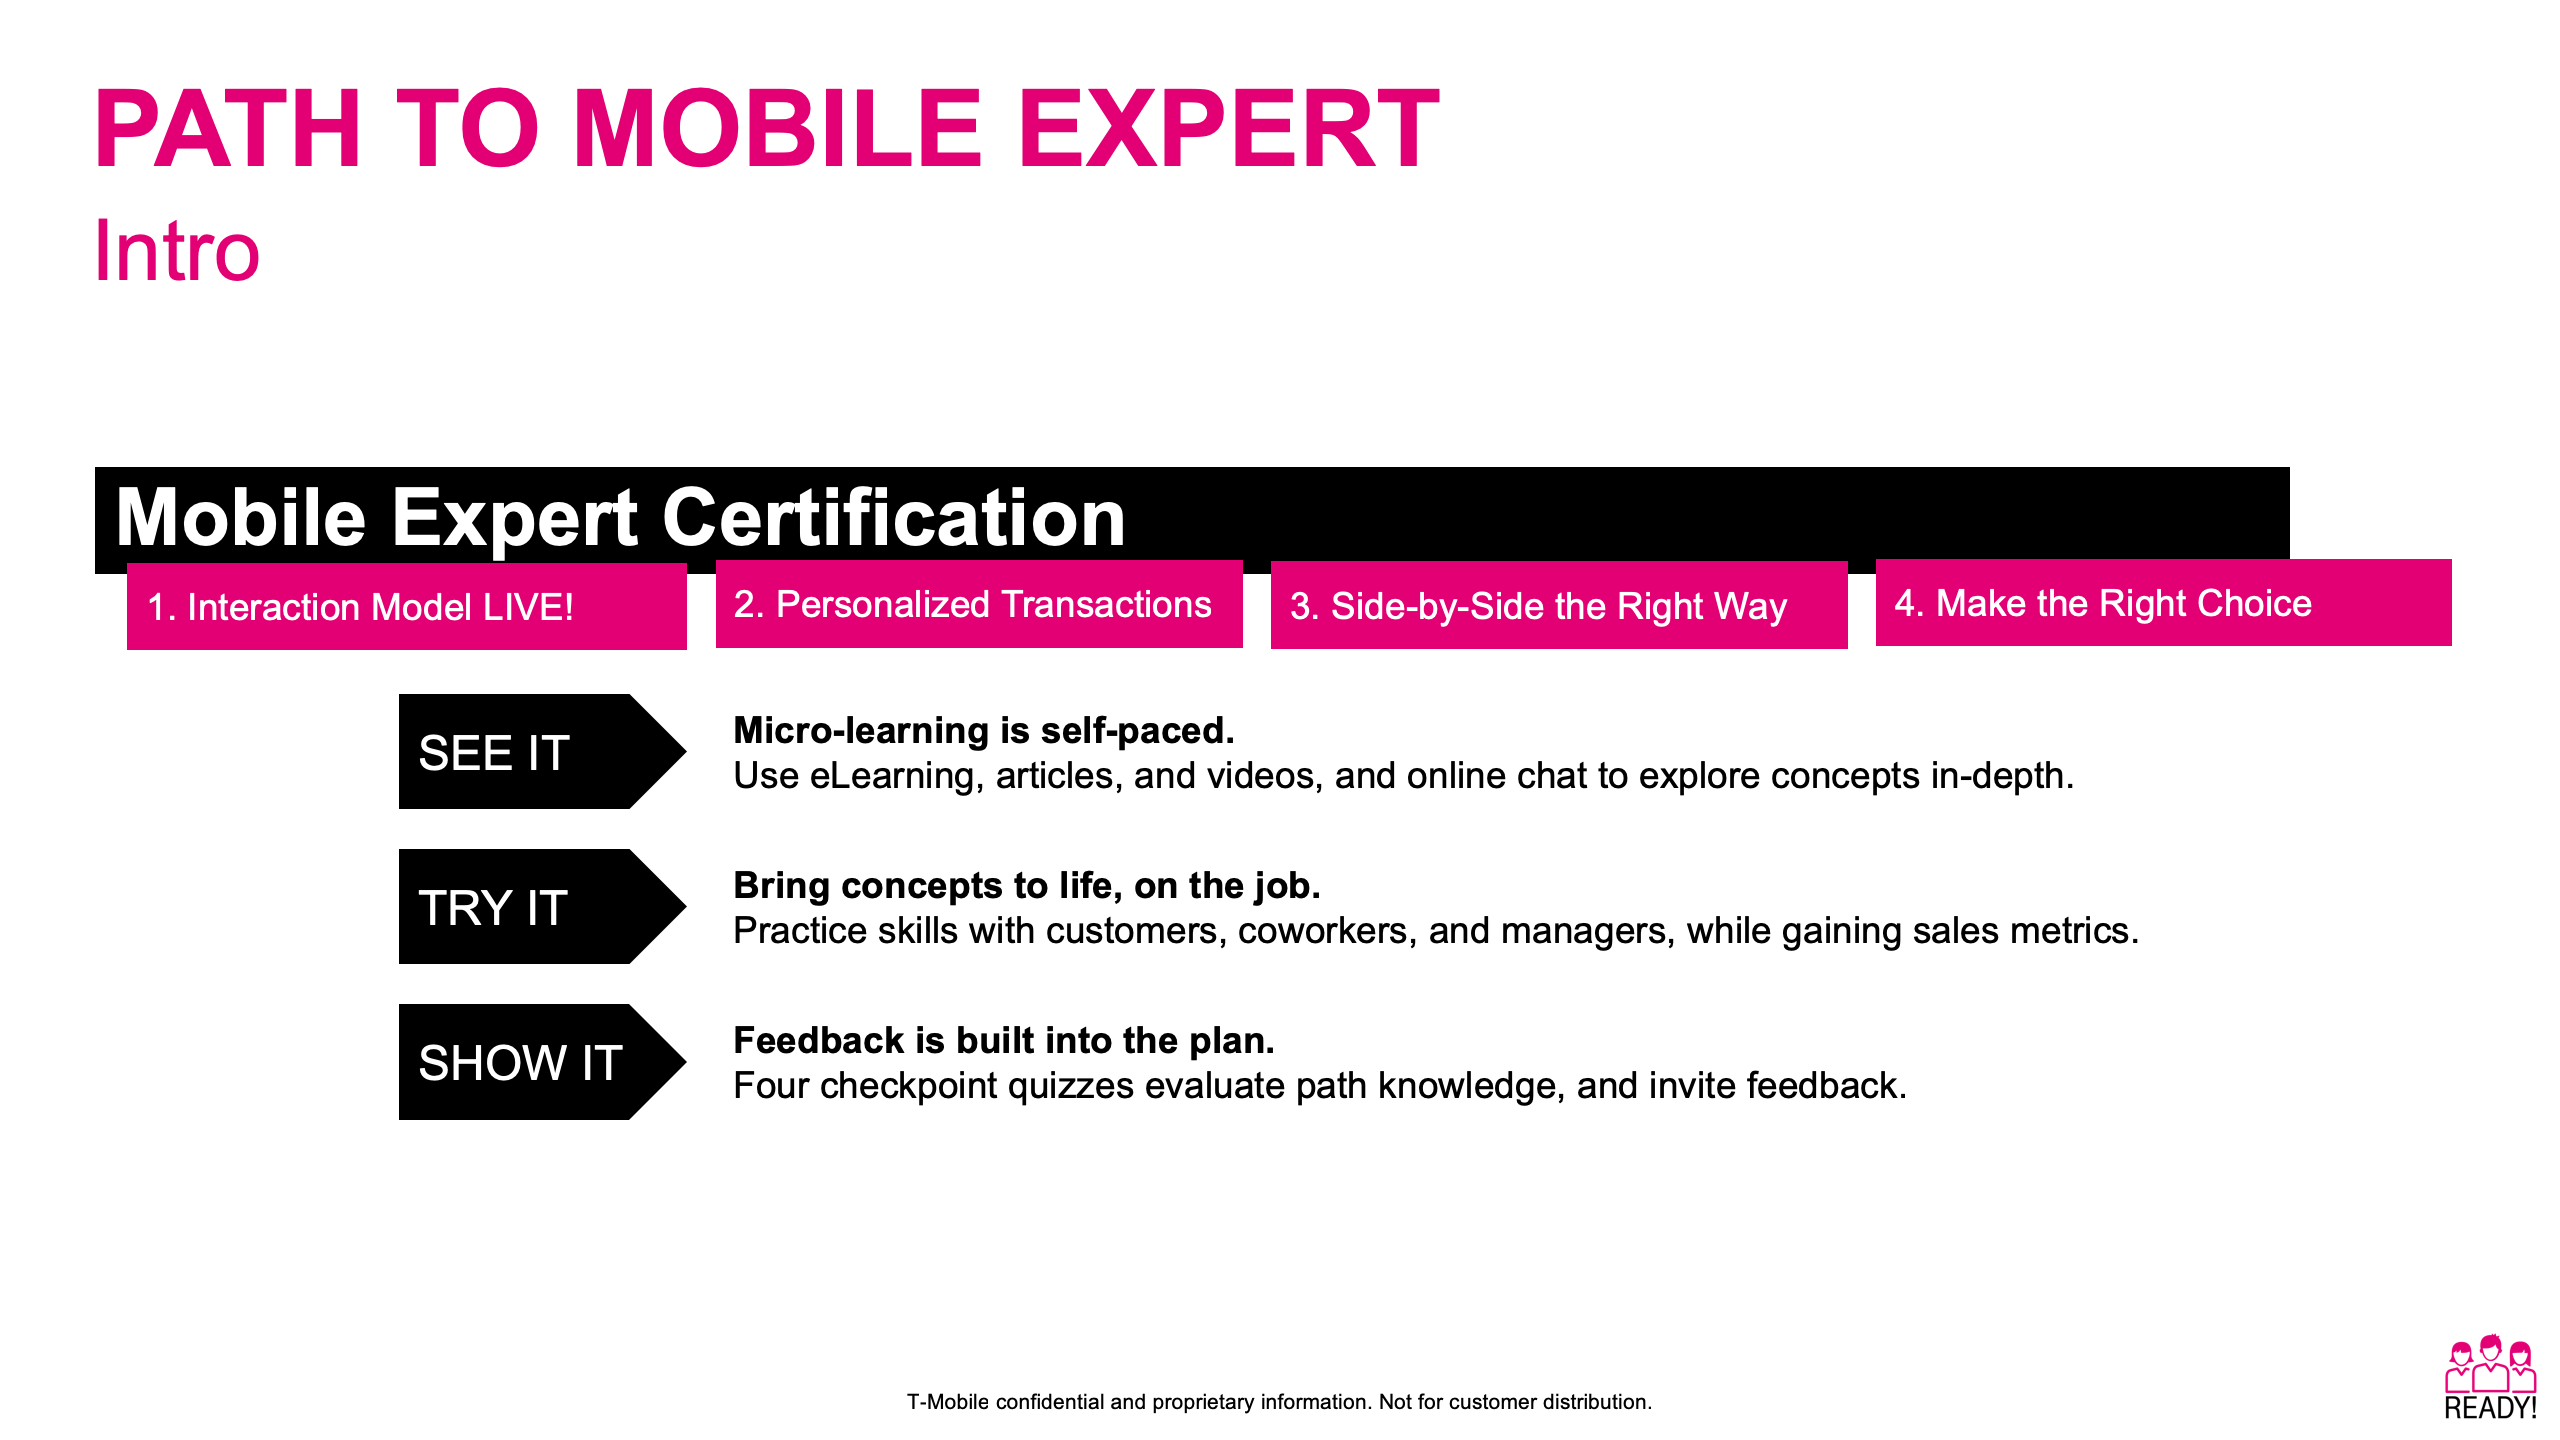 PATH TO MOBILE EXPERT
Intro
Mobile Expert Certification
1. Interaction Model LIVE!
2. Personalized Transactions
3. Side-by-Side the Right Way
4. Make the Right Choice
SEE IT
Micro-learning is self-paced.
Use eLearning, articles, and videos, and online chat to explore concepts in-depth.
TRY IT
Bring concepts to life, on the job.
Practice skills with customers, coworkers, and managers, while gaining sales metrics.
SHOW IT
Feedback is built into the plan.
Four checkpoint quizzes evaluate path knowledge, and invite feedback.
T-Mobile confidential and proprietary information. Not for customer distribution.
READY!